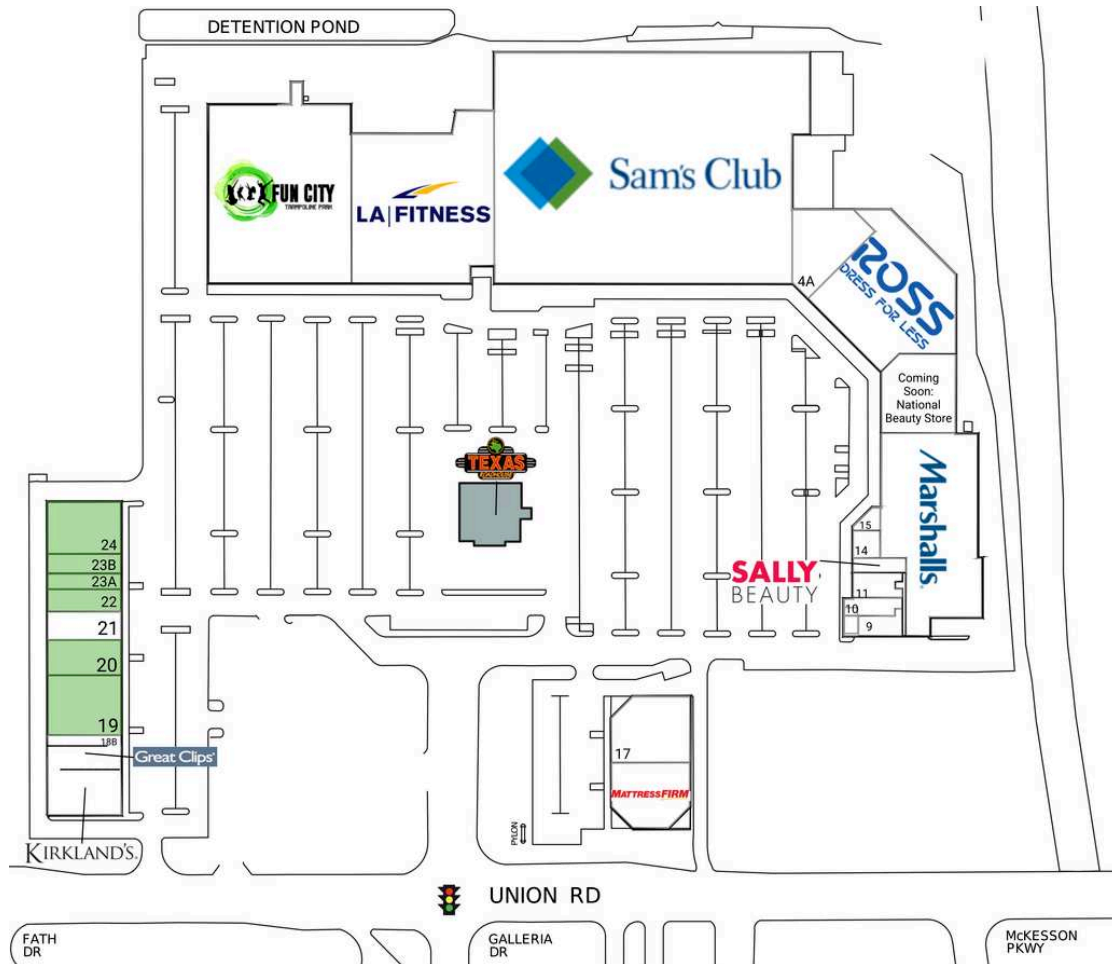 DETENTION POND
FUN CITY
TRAMPOLINE PARK
LA|FITNESS
Sam's Club
4A
ROSS
DRESS FOR LESS
Coming
Soon:
National
Beauty Store
TEXAS
ROADHOUSE
Marshalls
15
14
SALLY
BEAUTY
11
10
9
24
23B
23A
22
21
20
19
18B
Great Clips
KIRKLAND'S
17
MATTRESSFIRM
PYLON
UNION RD
FATH
DR
GALLERIA
DR
McKESSON
PKWY